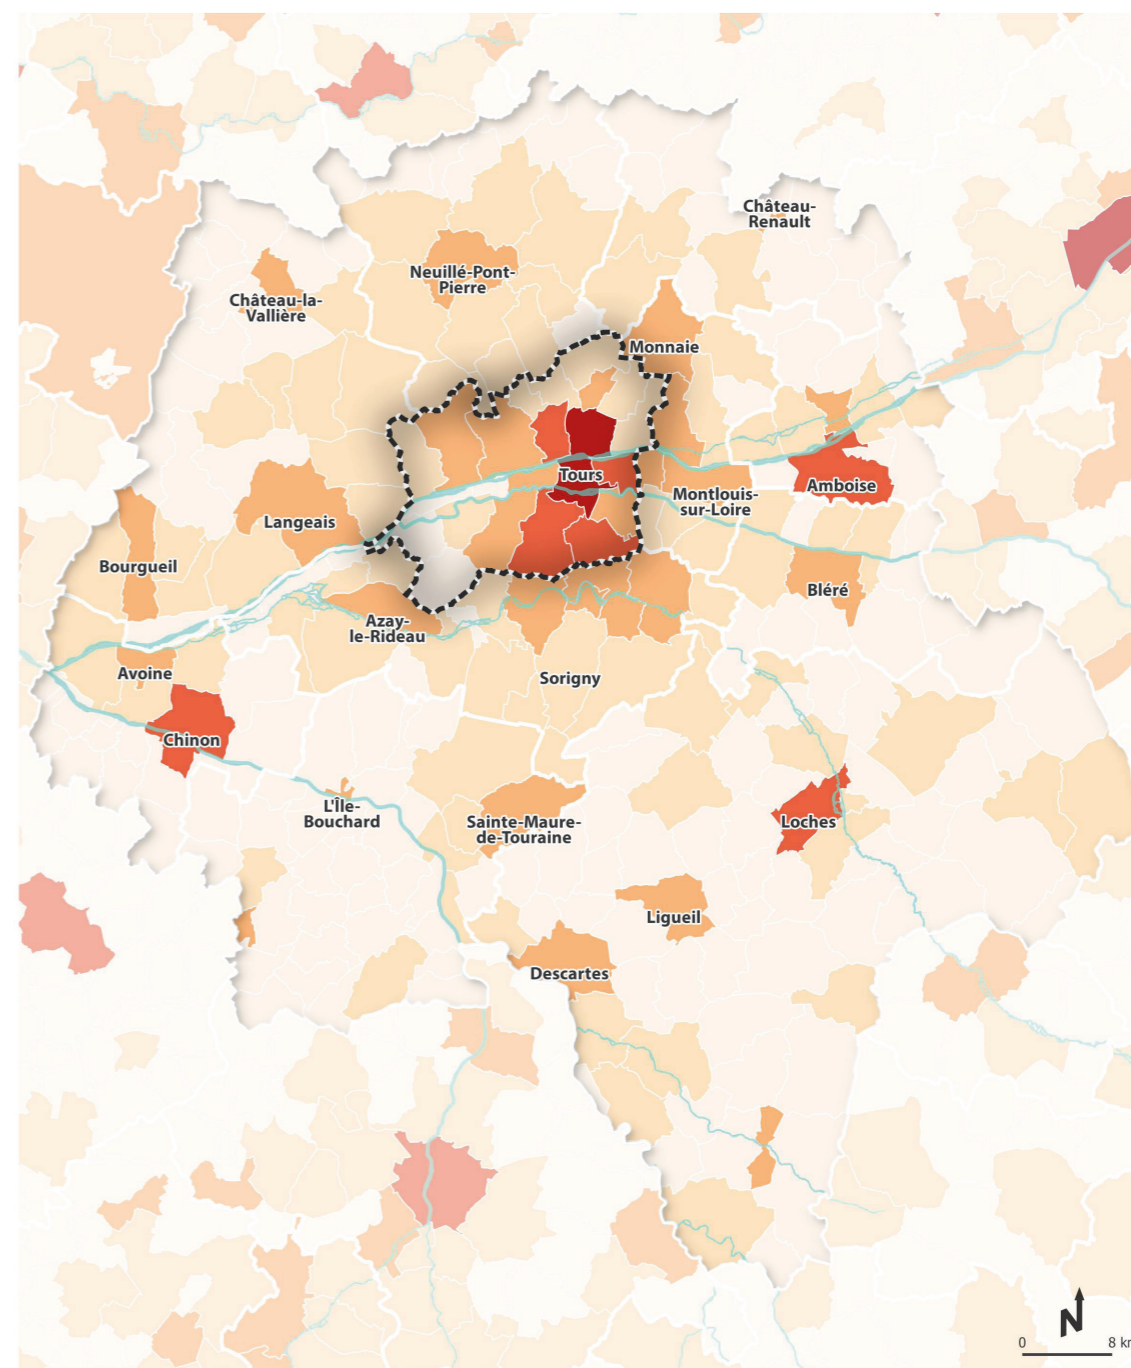 Château-
Renault
Neuillé-Pont-
Pierre
Château-la-
Vallière
Monnaie
Tours
Amboise
Montlouis-
sur-Loire
Langeais
Bourgueil
Bléré
Azay-
le-Rideau
Avoine
Sorigny
Chinon
L'Île-
Bouchard
Sainte-Maure-
de-Touraine
Loches
Ligueil
Descartes
N
0 8 km